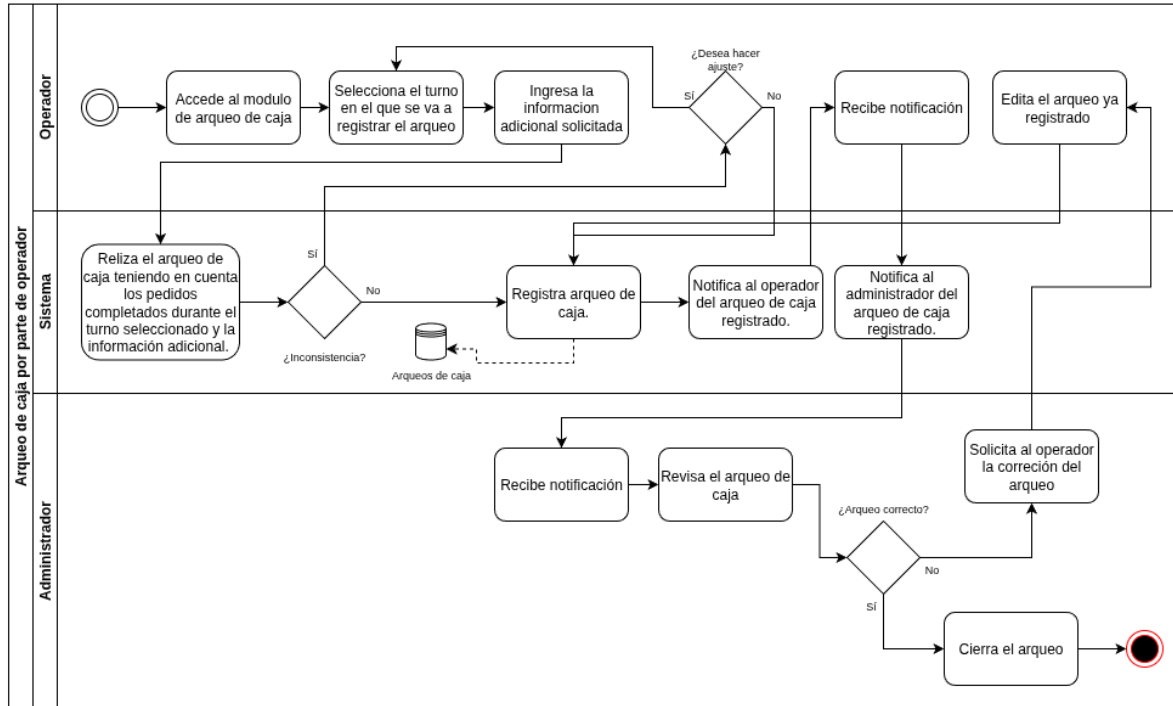 Arqueo de caja por parte de operador
Operador
Accede al modulo
de arqueo de caja
Selecciona el turno
en el que se va a
registrar el arqueo
Ingresa la
informacion
adicional solicitada
¿Desea hacer
ajuste?
Sí
No
Recibe notificación
Edita el arqueo ya
registrado
Sistema
Reliza el arqueo de
caja teniendo en cuenta
los pedidos
completados durante el
turno seleccionado y la
información adicional.
Sí
No
¿Inconsistencia?
Arqueos de caja
Registra arqueo de
caja.
Notifica al operador
del arqueo de caja
registrado.
Notifica al
administrador del
arqueo de caja
registrado.
Administrador
Recibe notificación
Revisa el arqueo de
caja
¿Arqueo correcto?
No
Sí
Solicita al operador
la correción del
arqueo
Cierra el arqueo